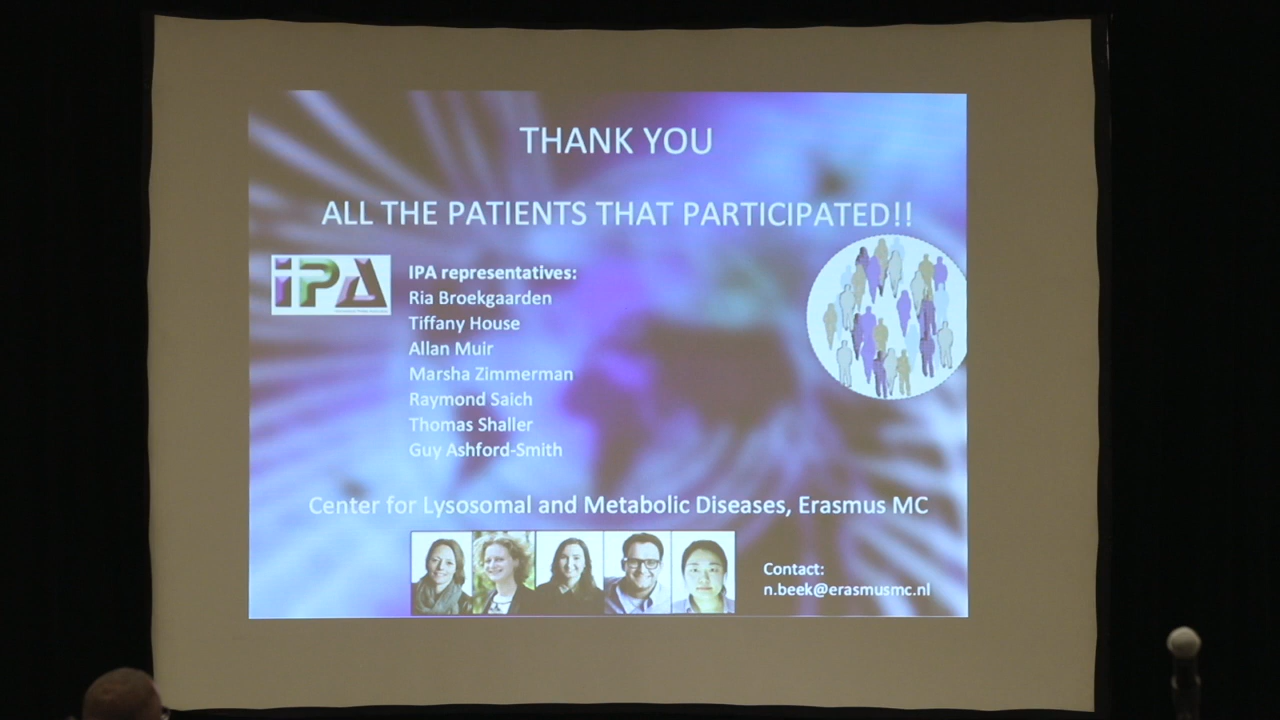 THANK YOU
ALL THE PATIENTS THAT PARTICIPATED!!
iPA
IPA representatives:
Ria Broekgaarden
Tiffany House
Allan Muir
Marsha Zimmerman
Raymond Saich
Thomas Shaller
Guy Ashford-Smith
Center for Lysosomal and Metabolic Diseases, Erasmus MC
Contact:
n.beek@erasmusmc.nl